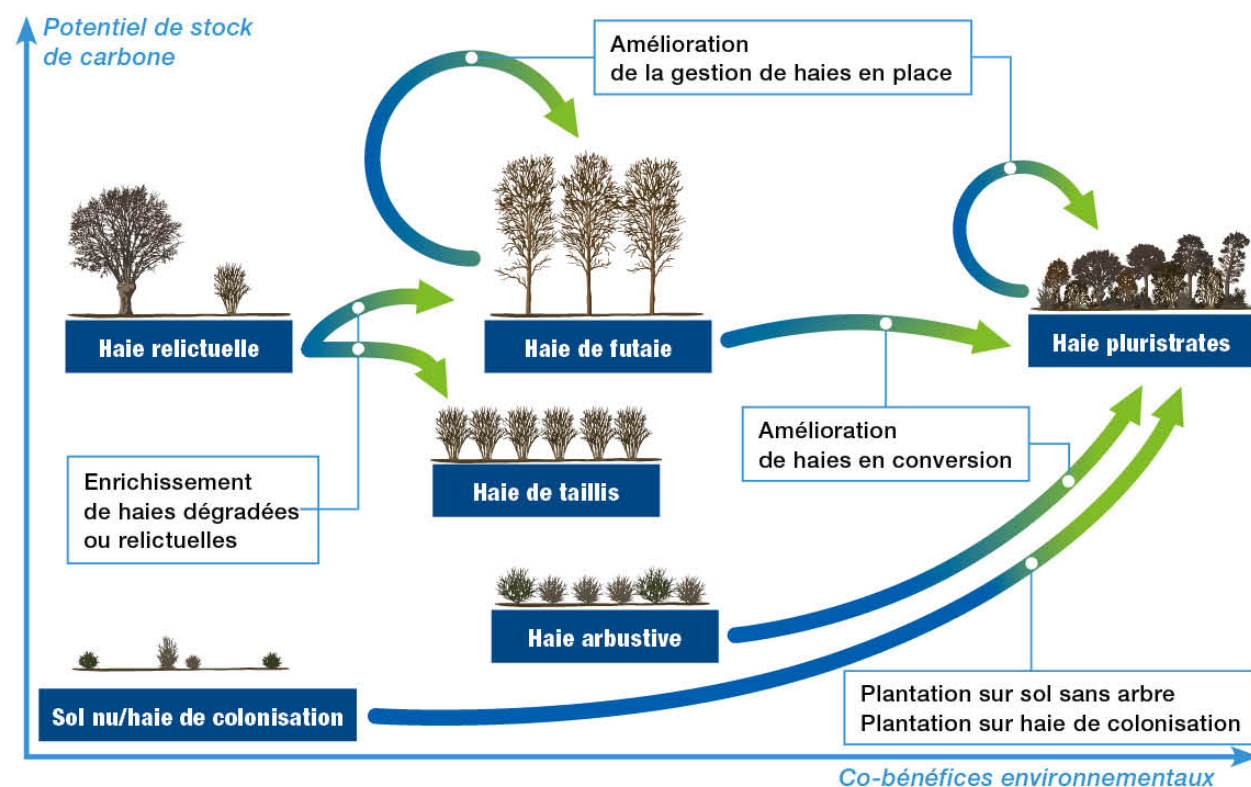 Potentiel de stock
de carbone
Amélioration
de la gestion de haies en place
Haie relictuelle
Haie de futaie
Haie pluristrates
Amélioration
de haies en conversion
Enrichissement
de haies dégradées
ou relictuelles
Haie de taillis
Haie arbustive
Sol nu/haie de colonisation
Plantation sur sol sans arbre
Plantation sur haie de colonisation
Co-bénéfices environnementaux